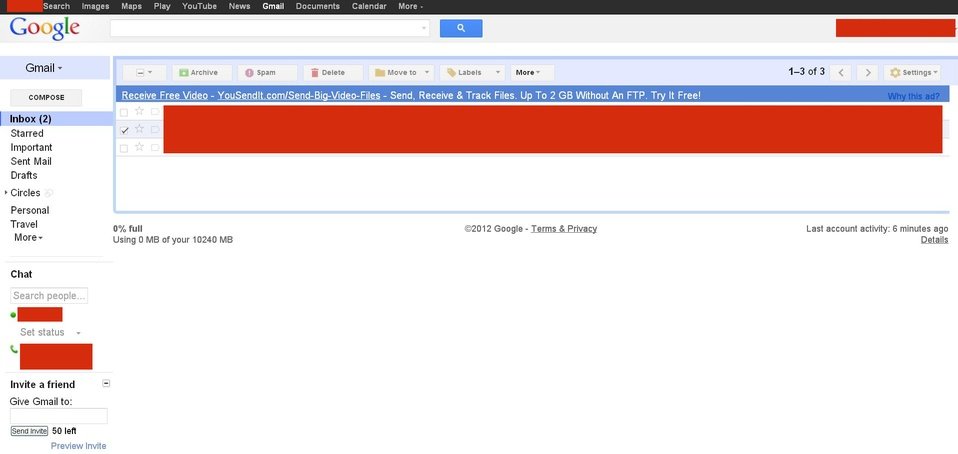 Search Images Maps Play YouTube News Gmail Documents Calendar More
Google
Gmail
Archive Spam Delete Move to Labels More 1–3 of 3 Settings
COMPOSE
Receive Free Video - YouSendIt.com/Send-Big-Video-Files - Send, Receive & Track Files. Up To 2 GB Without An FTP. Try It Free! Why this ad?
Inbox (2)
Starred
Important
Sent Mail
Drafts
Circles
Personal
Travel
More
0% full ©2012 Google - Terms & Privacy Last account activity: 6 minutes ago
Using 0 MB of your 10240 MB Details
Chat
Search people...
Set status
Invite a friend
Give Gmail to:
Send Invite 50 left
Preview Invite